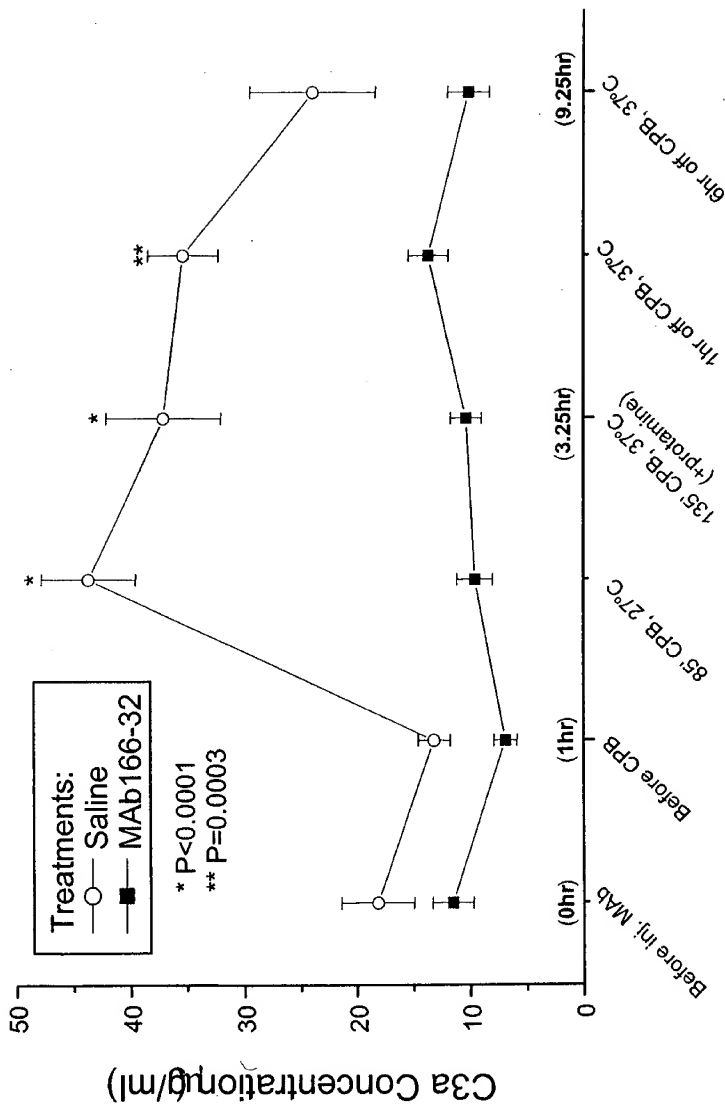 Treatments:
Saline
MAb166-32
* P<0.0001
** P=0.0003
*
*
**
50
40
30
20
10
0
C3a Concentration(μg/ml)
(0hr)
(1hr)
(3.25hr)
(9.25hr)
Before inj. MAb
Before CPB
85' CPB, 27°C
135' CPB, 37°C
(+protamine)
1hr off CPB, 37°C
6hr off CPB, 37°C